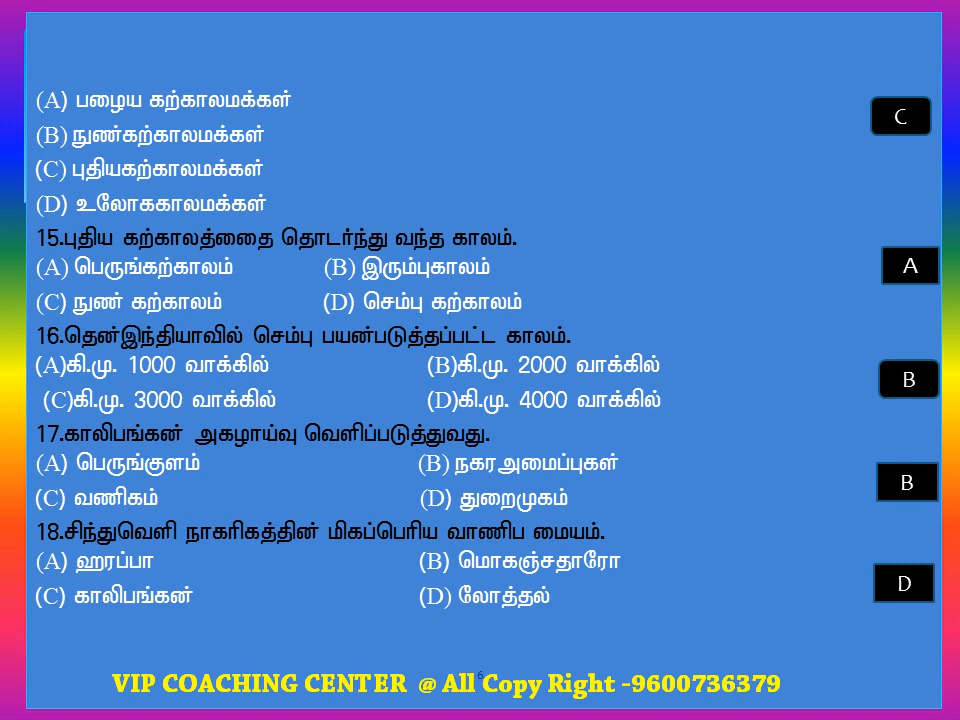 (A) பழைய கற்காலமக்கள்
(B) நுண்கற்காலமக்கள்
C
(C) புதியகற்காலமக்கள்
(D) உலோககாலமக்கள்
15.புதிய கற்காலத்னைத தொடர்ந்து வந்த காலம்.
(A) பெருங்கற்காலம் (B) இரும்புகாலம்
A
(C) நுண் கற்காலம் (D) செம்பு கற்காலம்
16.தென்இந்தியாவில் செம்பு பயன்படுத்தப்பட்ட காலம்.
(A)கி.மு. 1000 வாக்கில் (B)கி.மு. 2000 வாக்கில்
B
(C)கி.மு. 3000 வாக்கில் (D)கி.மு. 4000 வாக்கில்
17.காலிபங்கன் அகழாய்வு வெளிப்படுத்துவது.
(A) பெருங்குளம் (B) நகரஅமைப்புகள்
B
(C) வணிகம் (D) துறைமுகம்
18.சிந்துவெளி நாகரிகத்தின் மிகப்பெரிய வாணிப மையம்.
(A) ஹரப்பா (B) மொகஞ்சதாரோ
D
(C) காலிபங்கன் (D) லோத்தல்
6
VIP COACHING CENTER @ All Copy Right -9600736379